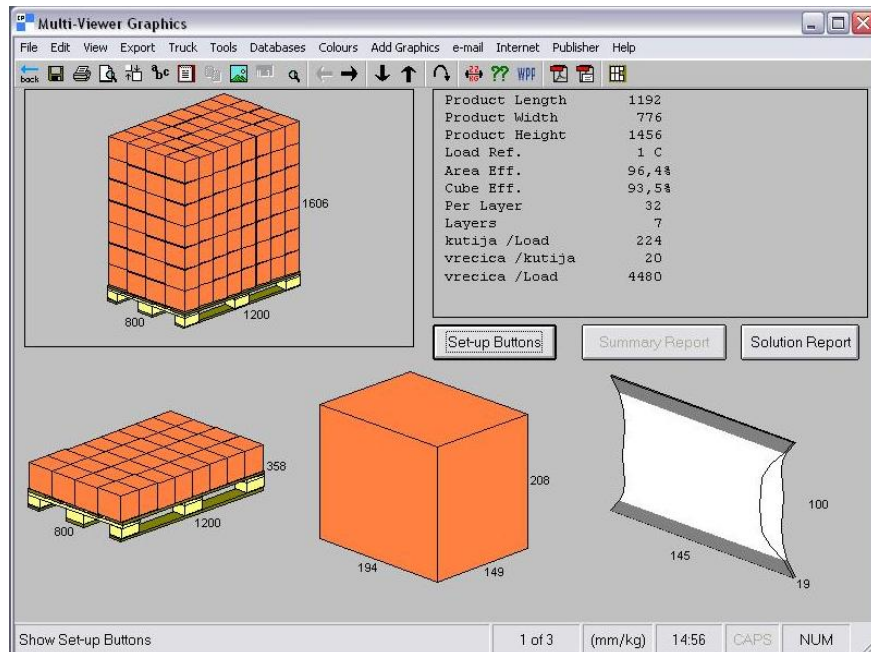 Multi-Viewer Graphics
File Edit View Export Truck Tools Databases Colours Add Graphics e-mail Internet Publisher Help
back abc ?? WPP
Product Length 1192
Product Width 776
Product Height 1456
Load Ref. 1 C
Area Eff. 96,4%
Cube Eff. 93,5%
Per Layer 32
Layers 7
kutija /Load 224
vrecica /kutija 20
vrecica /Load 4480
1606
800
1200
Set-up Buttons Summary Report Solution Report
358
800
1200
208
194
149
100
145
19
Show Set-up Buttons 1 of 3 (mm/kg) 14:56 CAPS NUM